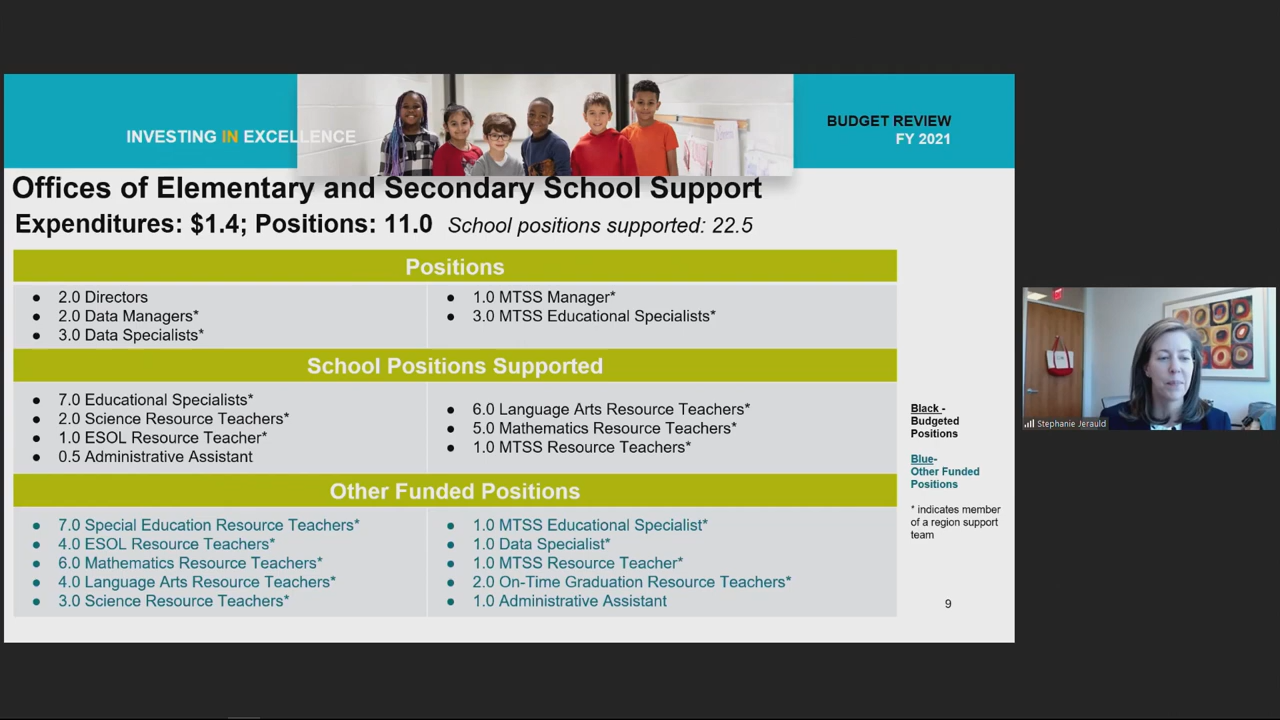 INVESTING IN EXCELLENCE
BUDGET REVIEW
FY 2021
Offices of Elementary and Secondary School Support
Expenditures: $1.4; Positions: 11.0 School positions supported: 22.5
Positions
• 2.0 Directors
• 2.0 Data Managers*
• 3.0 Data Specialists*
• 1.0 MTSS Manager*
• 3.0 MTSS Educational Specialists*
School Positions Supported
• 7.0 Educational Specialists*
• 2.0 Science Resource Teachers*
• 1.0 ESOL Resource Teacher*
• 0.5 Administrative Assistant
• 6.0 Language Arts Resource Teachers*
• 5.0 Mathematics Resource Teachers*
• 1.0 MTSS Resource Teachers*
Other Funded Positions
• 7.0 Special Education Resource Teachers*
• 4.0 ESOL Resource Teachers*
• 6.0 Mathematics Resource Teachers*
• 4.0 Language Arts Resource Teachers*
• 3.0 Science Resource Teachers*
• 1.0 MTSS Educational Specialist*
• 1.0 Data Specialist*
• 1.0 MTSS Resource Teacher*
• 2.0 On-Time Graduation Resource Teachers*
• 1.0 Administrative Assistant
Black -
Budgeted
Positions
Blue-
Other Funded
Positions
* indicates member
of a region support
team
9
Stephanie Jerauld